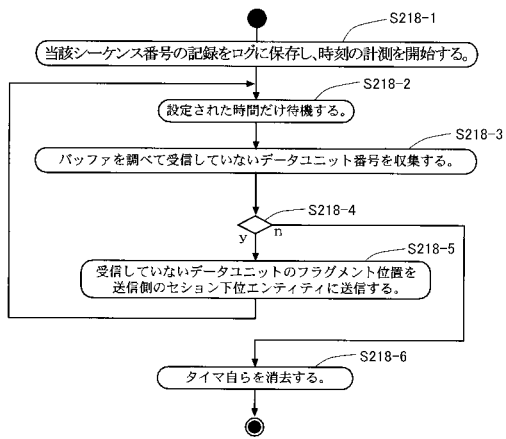 S218-1
当該シーケンス番号の記録をログに保存し、時刻の計測を開始する。
S218-2
設定された時間だけ待機する。
S218-3
バッファを調べて受信していないデータユニット番号を収集する。
S218-4
y n
S218-5
受信していないデータユニットのフラグメント位置を
送信側のセション下位エンティティに送信する。
S218-6
タイマ自らを消去する。